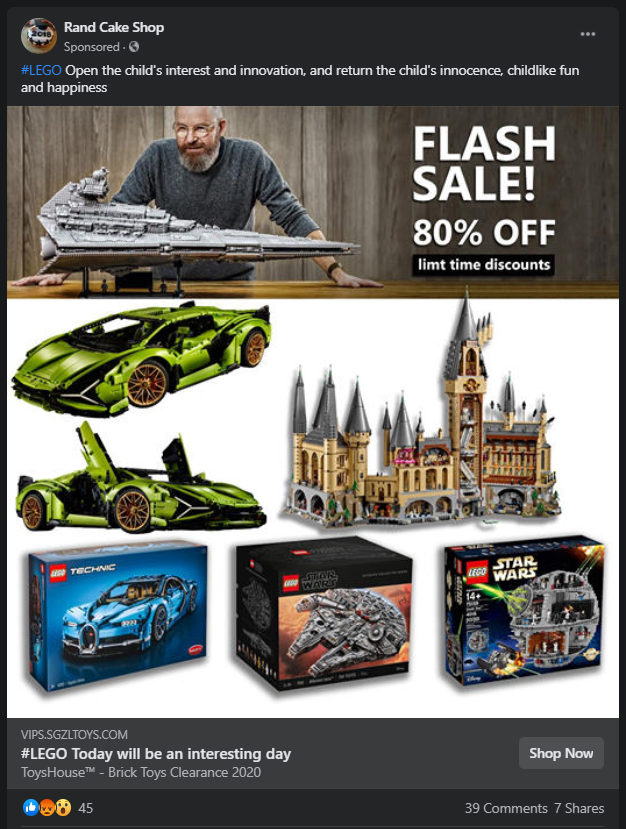 2018
Rand Cake Shop
Sponsored ·
#LEGO Open the child's interest and innovation, and return the child's innocence, childlike fun
and happiness
FLASH
SALE!
80% OFF
limt time discounts
LEGO TECHNIC
LEGO STAR WARS
LEGO STAR WARS
14+
Disney
VIPS.SGZLTOYS.COM
#LEGO Today will be an interesting day
ToysHouse™ - Brick Toys Clearance 2020
Shop Now
45
39 Comments 7 Shares